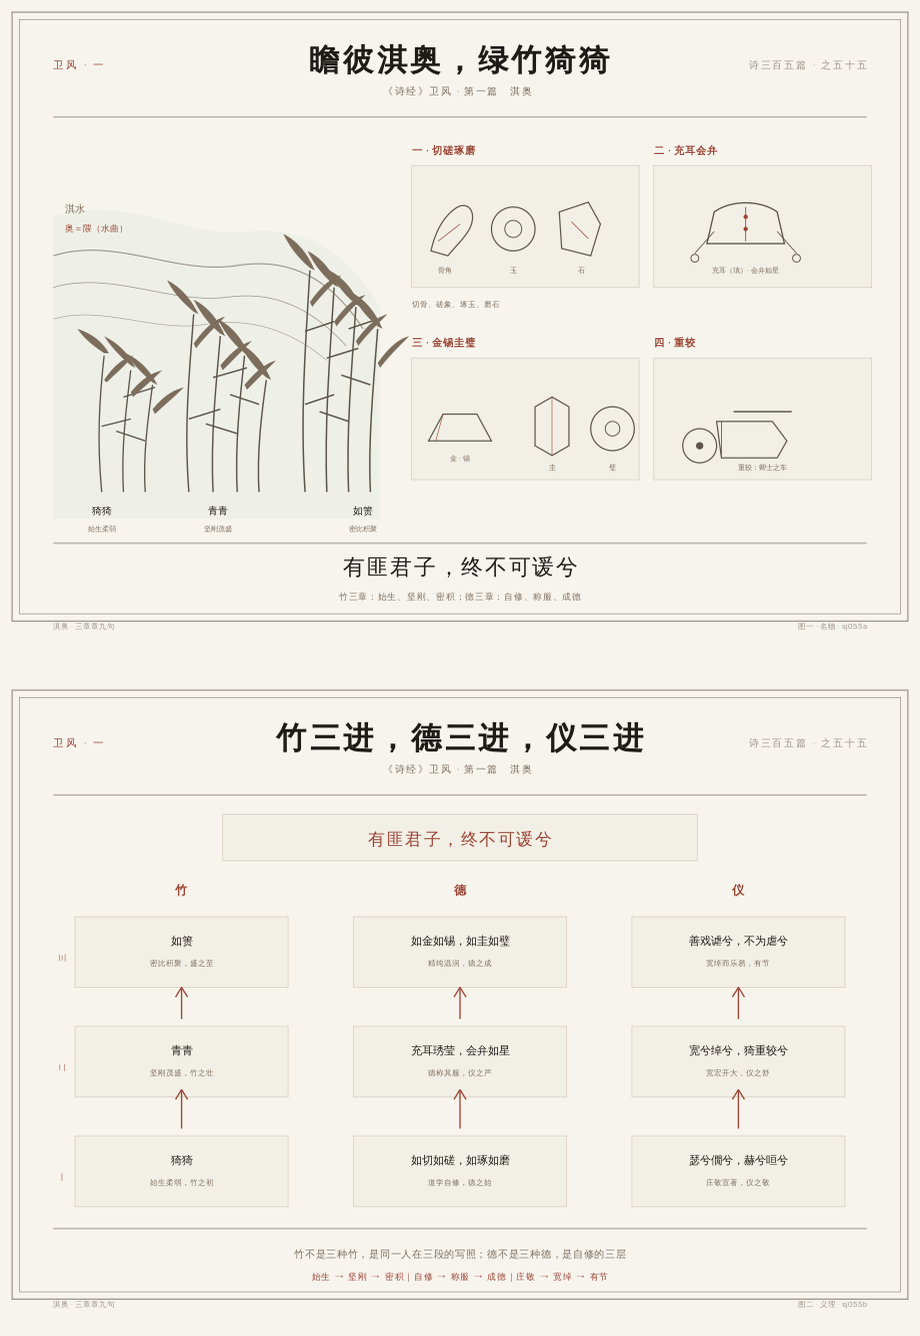 卫风 · 一
瞻彼淇奥，绿竹猗猗
诗三百五篇 · 之五十五
《诗经》卫风 · 第一篇　淇奥
淇水
奥＝隈（水曲）
猗猗
始生柔弱
青青
坚刚茂盛
如箦
密比积聚
一 · 切磋琢磨
骨角
玉
石
切骨、磋象、琢玉、磨石
二 · 充耳会弁
充耳（瑱）· 会弁如星
三 · 金锡圭璧
金 · 锡
圭
璧
四 · 重较
重较：卿士之车
有匪君子，终不可谖兮
竹三章：始生、坚刚、密积；德三章：自修、称服、成德
淇奥 · 三章章九句
图一 · 名物 · sj055a
卫风 · 一
竹三进，德三进，仪三进
诗三百五篇 · 之五十五
《诗经》卫风 · 第一篇　淇奥
有匪君子，终不可谖兮
竹
德
仪
三
如箦
密比积聚，盛之至
如金如锡，如圭如璧
精纯温润，德之成
善戏谑兮，不为虐兮
宽绰而乐易，有节
二
青青
坚刚茂盛，竹之壮
充耳琇莹，会弁如星
德称其服，仪之严
宽兮绰兮，猗重较兮
宽宏开大，仪之舒
一
猗猗
始生柔弱，竹之初
如切如磋，如琢如磨
道学自修，德之始
瑟兮僩兮，赫兮咺兮
庄敬宣著，仪之敬
竹不是三种竹，是同一人在三段的写照；德不是三种德，是自修的三层
始生 → 坚刚 → 密积｜自修 → 称服 → 成德｜庄敬 → 宽绰 → 有节
淇奥 · 三章章九句
图二 · 义理 · sj055b